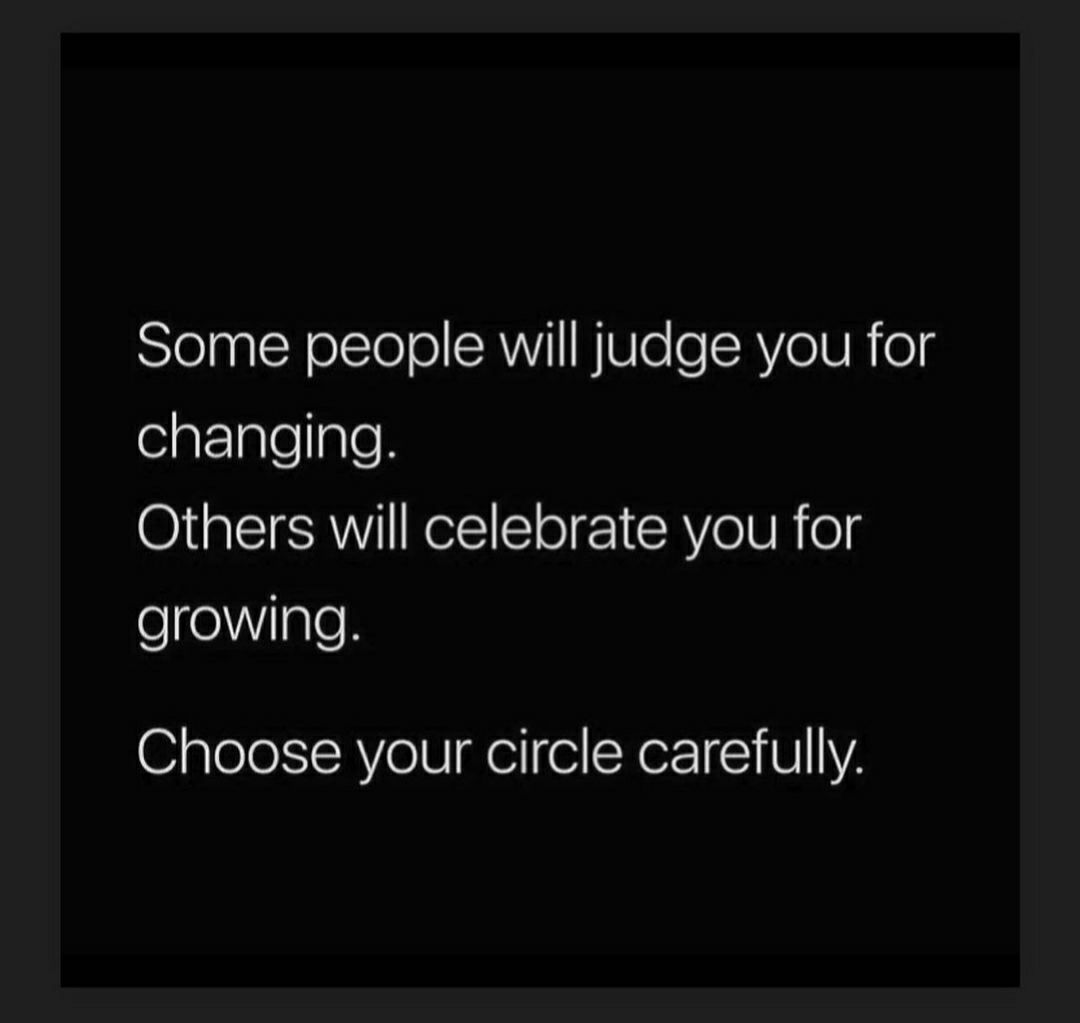 Some people will judge you for
changing.
Others will celebrate you for
growing.
Choose your circle carefully.